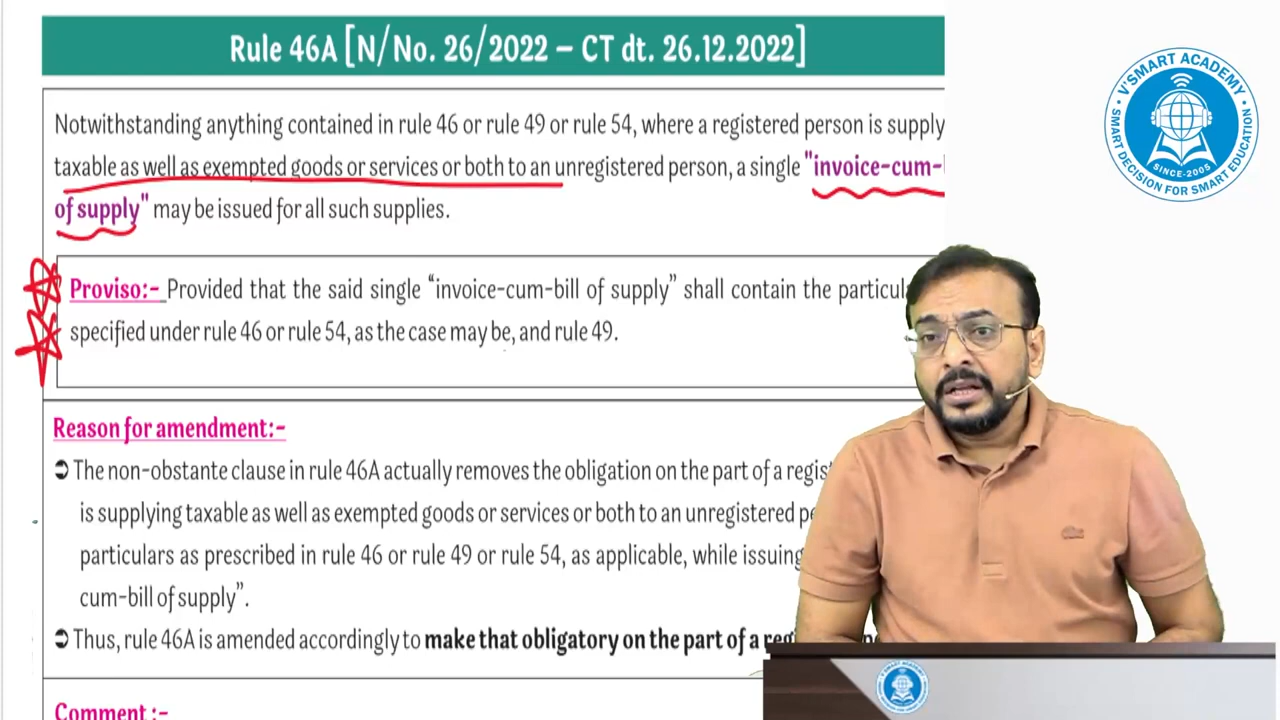 Rule 46A [N/No. 26/2022 – CT dt. 26.12.2022]
Notwithstanding anything contained in rule 46 or rule 49 or rule 54, where a registered person is supply
taxable as well as exempted goods or services or both to an unregistered person, a single "invoice-cum-
of supply" may be issued for all such supplies.
Proviso:- Provided that the said single “invoice-cum-bill of supply” shall contain the particula
specified under rule 46 or rule 54, as the case may be, and rule 49.
Reason for amendment:-
➲ The non-obstante clause in rule 46A actually removes the obligation on the part of a regis
is supplying taxable as well as exempted goods or services or both to an unregistered pe
particulars as prescribed in rule 46 or rule 49 or rule 54, as applicable, while issuing
cum-bill of supply”.
➲ Thus, rule 46A is amended accordingly to make that obligatory on the part of a reg
Comment :-
V'SMART ACADEMY
SINCE-2005
SMART DECISION FOR SMART EDUCATION